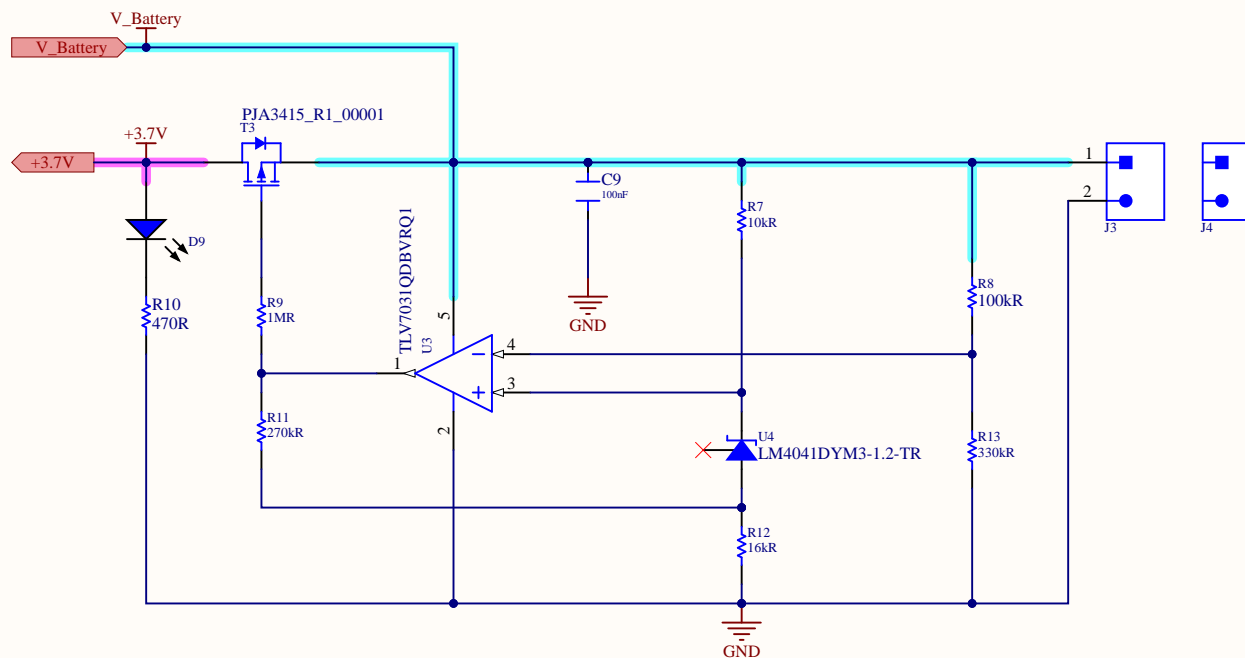 V_Battery
V_Battery
PJA3415_R1_00001
T3
+3.7V
+3.7V
1
2
J3
J4
C9
100nF
R7
10kR
D9
R8
100kR
R10
470R
R9
1MR
GND
TLV7031QDBVRQ1
U3
5
4
1
3
2
R11
270kR
U4
LM4041DYM3-1.2-TR
R13
330kR
R12
16kR
GND